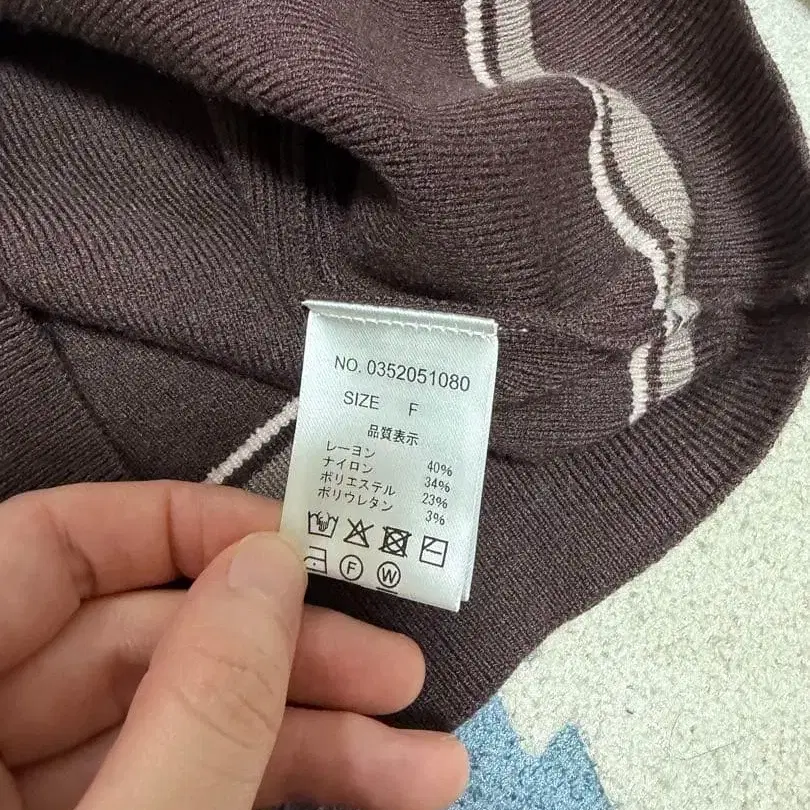 NO. 0352051080
SIZE F
品質表示
レーヨン 40%
ナイロン 34%
ポリエステル 23%
ポリウレタン 3%
F W